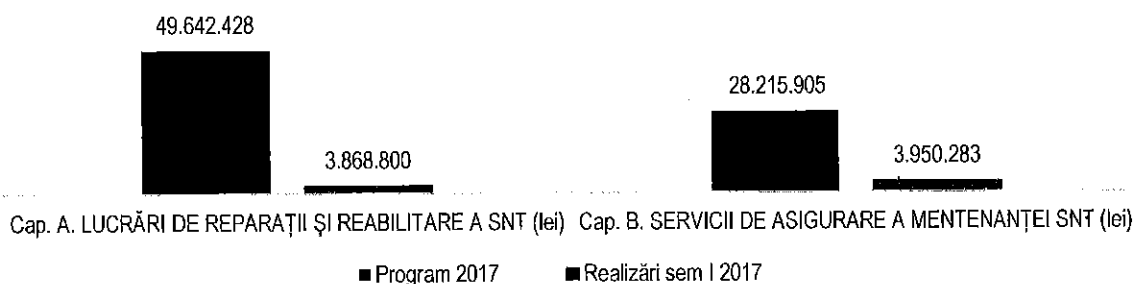 49.642.428
3.868.800
28.215.905
3.950.283
Cap. A. LUCRĂRI DE REPARAȚII ȘI REABILITARE A SNT (lei) Cap. B. SERVICII DE ASIGURARE A MENTENANȚEI SNT (lei)
Program 2017 Realizări sem I 2017